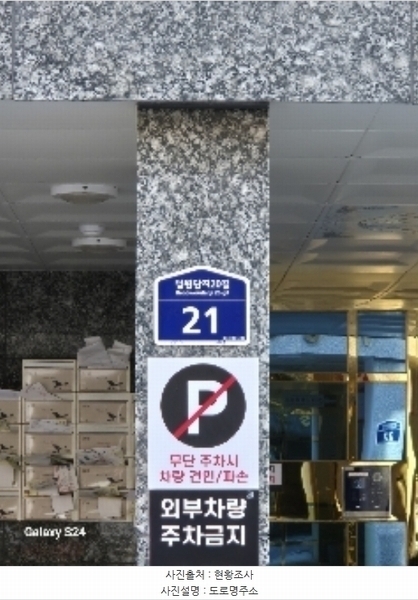 21
무단 주차시
차량 견인/파손
외부차량
주차금지
Galaxy S24
사진출처 : 현황조사
사진설명 : 도로명주소